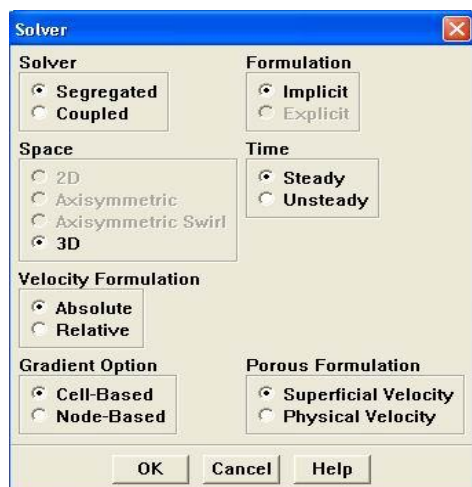 Solver
Solver
Segregated
Coupled
Formulation
Implicit
Explicit
Space
2D
Axisymmetric
Axisymmetric Swirl
3D
Time
Steady
Unsteady
Velocity Formulation
Absolute
Relative
Gradient Option
Cell-Based
Node-Based
Porous Formulation
Superficial Velocity
Physical Velocity
OK
Cancel
Help